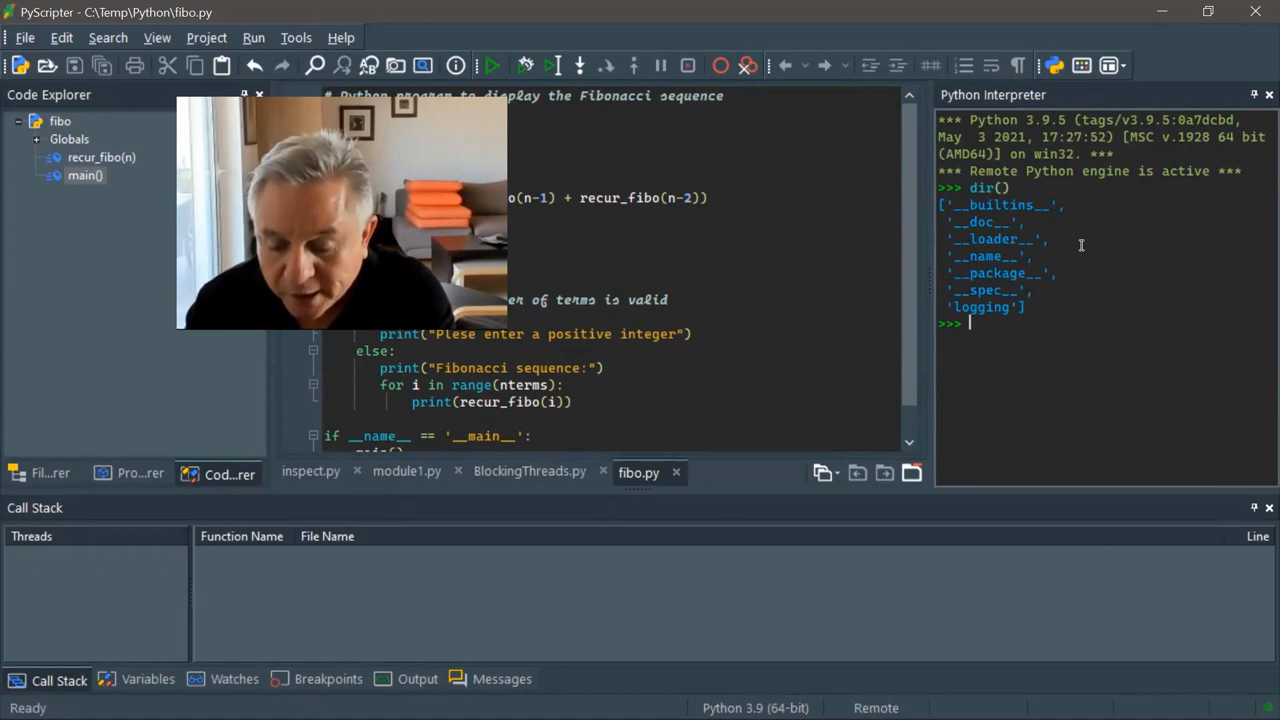 PyScripter - C:\Temp\Python\fibo.py
File Edit Search View Project Run Tools Help
Code Explorer
fibo
Globals
recur_fibo(n)
main()
# Python program to display the Fibonacci sequence
o(n-1) + recur_fibo(n-2))
er of terms is valid
print("Plese enter a positive integer")
else:
print("Fibonacci sequence:")
for i in range(nterms):
print(recur_fibo(i))
if __name__ == '__main__':
main()
Python Interpreter
*** Python 3.9.5 (tags/v3.9.5:0a7dcbd,
May  3 2021, 17:27:52) [MSC v.1928 64 bit
(AMD64)] on win32. ***
*** Remote Python engine is active ***
>>> dir()
['__builtins__',
'__doc__',
'__loader__',
'__name__',
'__package__',
'__spec__',
'logging']
>>>
Fil...rer Pro...rer Cod...rer
inspect.py module1.py BlockingThreads.py fibo.py
Call Stack
Threads Function Name File Name Line
Call Stack Variables Watches Breakpoints Output Messages
Ready Python 3.9 (64-bit) Remote